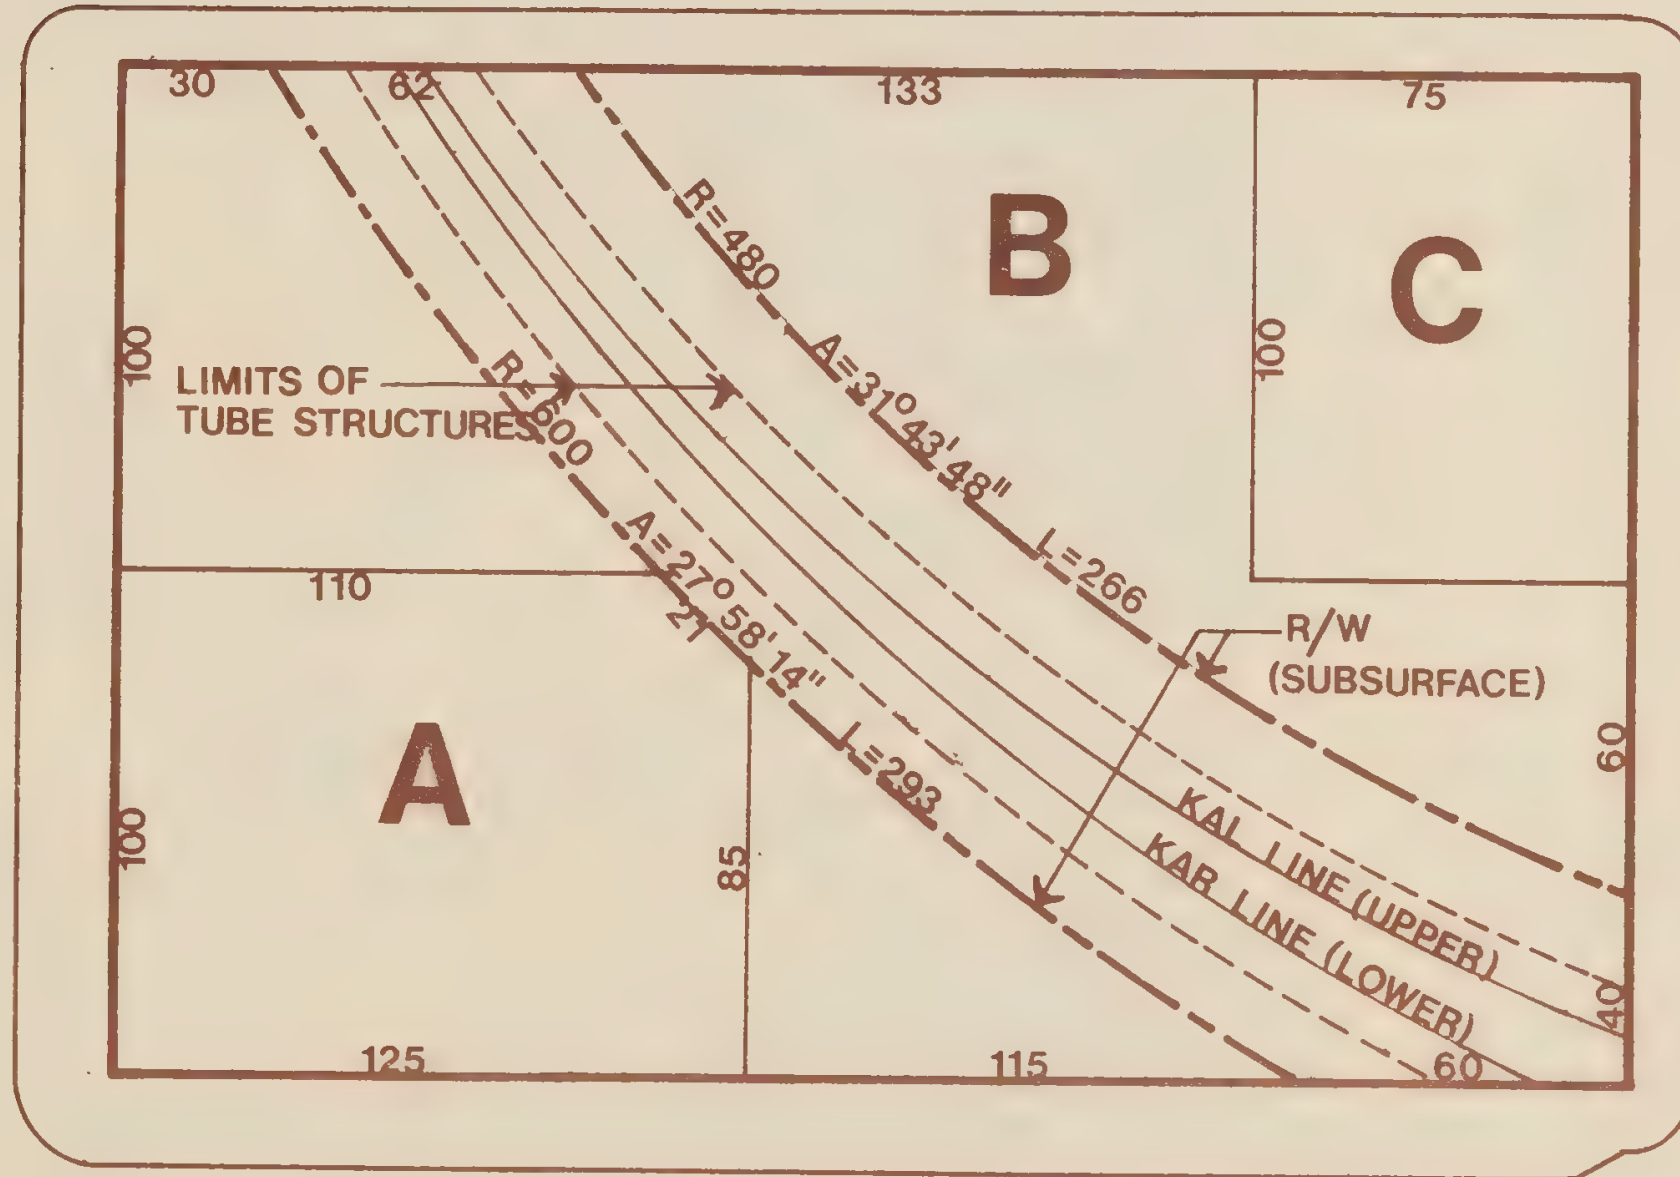 30
62
133
75
B
C
R=480
100
LIMITS OF
TUBE STRUCTURES
R=600
A=31°43'48"
100
L=266
110
A=27°58'14"
21
R/W
(SUBSURFACE)
A
L=293
60
KAL LINE (UPPER)
KAR LINE (LOWER)
100
85
40
125
115
60